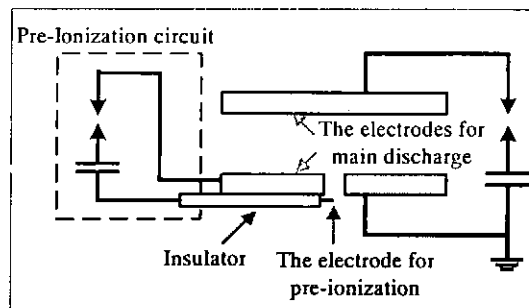 Pre-Ionization circuit
The electrodes for
main discharge
Insulator
The electrode for
pre-ionization